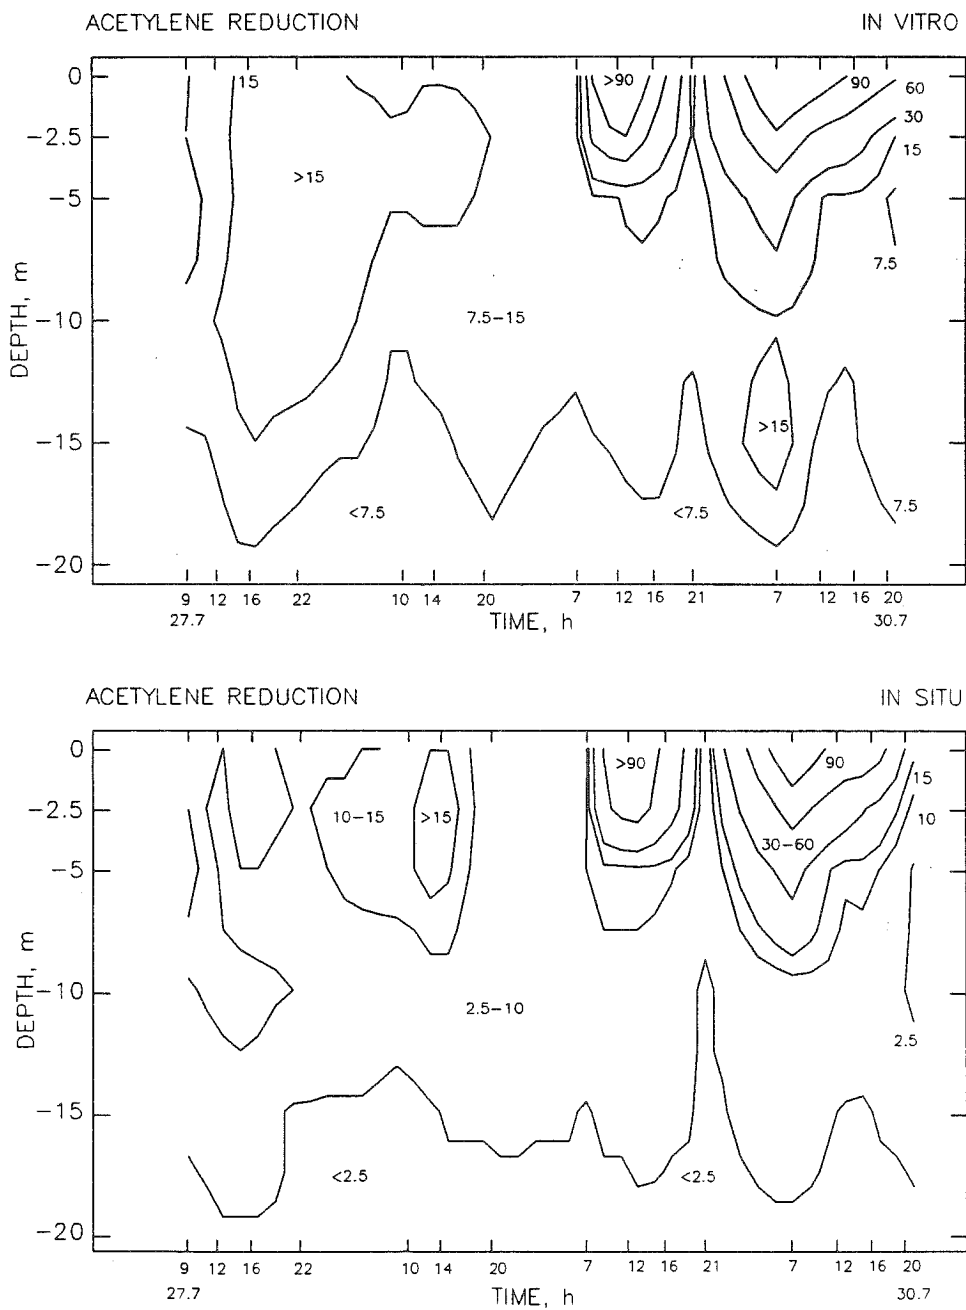 ACETYLENE REDUCTION IN VITRO
0 15 >90 90 60
30
-2.5
15
>15
-5
7.5
DEPTH, m
-10 7.5-15
-15 >15
<7.5 <7.5 7.5
-20
9 12 16 22 10 14 20 7 12 16 21 7 12 16 20
27.7 TIME, h 30.7
ACETYLENE REDUCTION IN SITU
0 >90 90
15
-2.5 10-15 >15 10
30-60
-5
DEPTH, m
-10 2.5-10
2.5
-15
<2.5 <2.5
-20
9 12 16 22 10 14 20 7 12 16 21 7 12 16 20
27.7 TIME, h 30.7